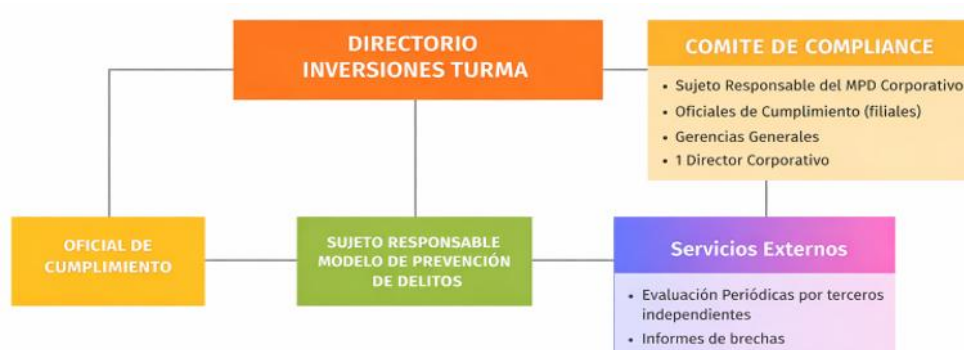 DIRECTORIO
INVERSIONES TURMA
COMITE DE COMPLIANCE
• Sujeto Responsable del MPD Corporativo
• Oficiales de Cumplimiento (filiales)
• Gerencias Generales
• 1 Director Corporativo
OFICIAL DE
CUMPLIMIENTO
SUJETO RESPONSABLE
MODELO DE PREVENCIÓN
DE DELITOS
Servicios Externos
• Evaluación Periódicas por terceros
independientes
• Informes de brechas